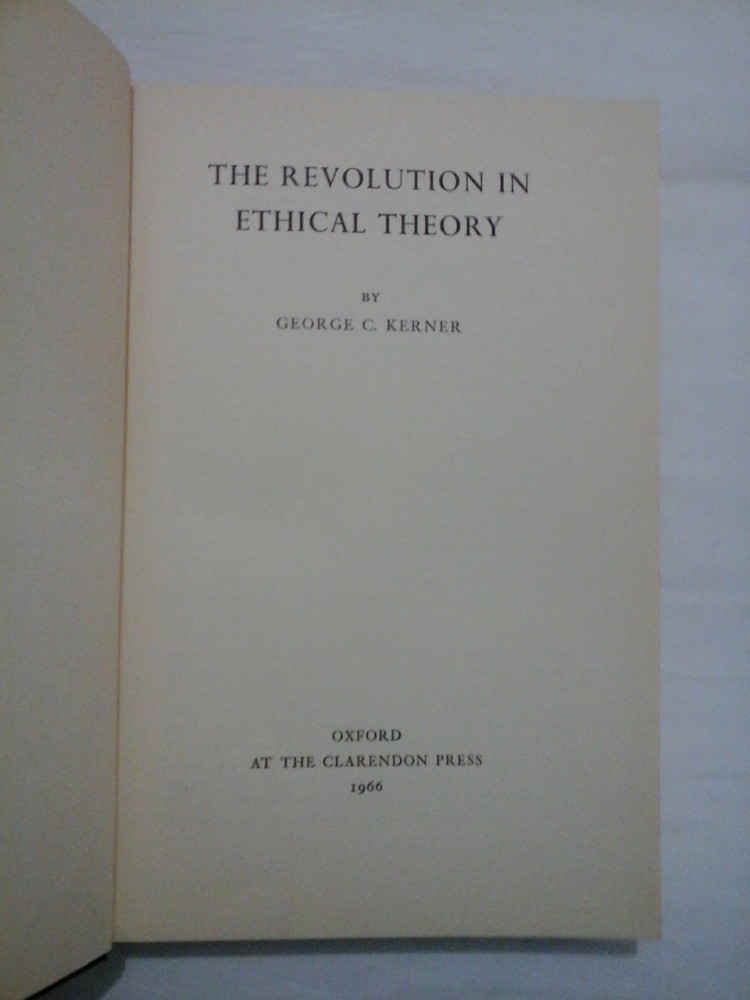 THE REVOLUTION IN
ETHICAL THEORY
BY
GEORGE C. KERNER
OXFORD
AT THE CLARENDON PRESS
1966